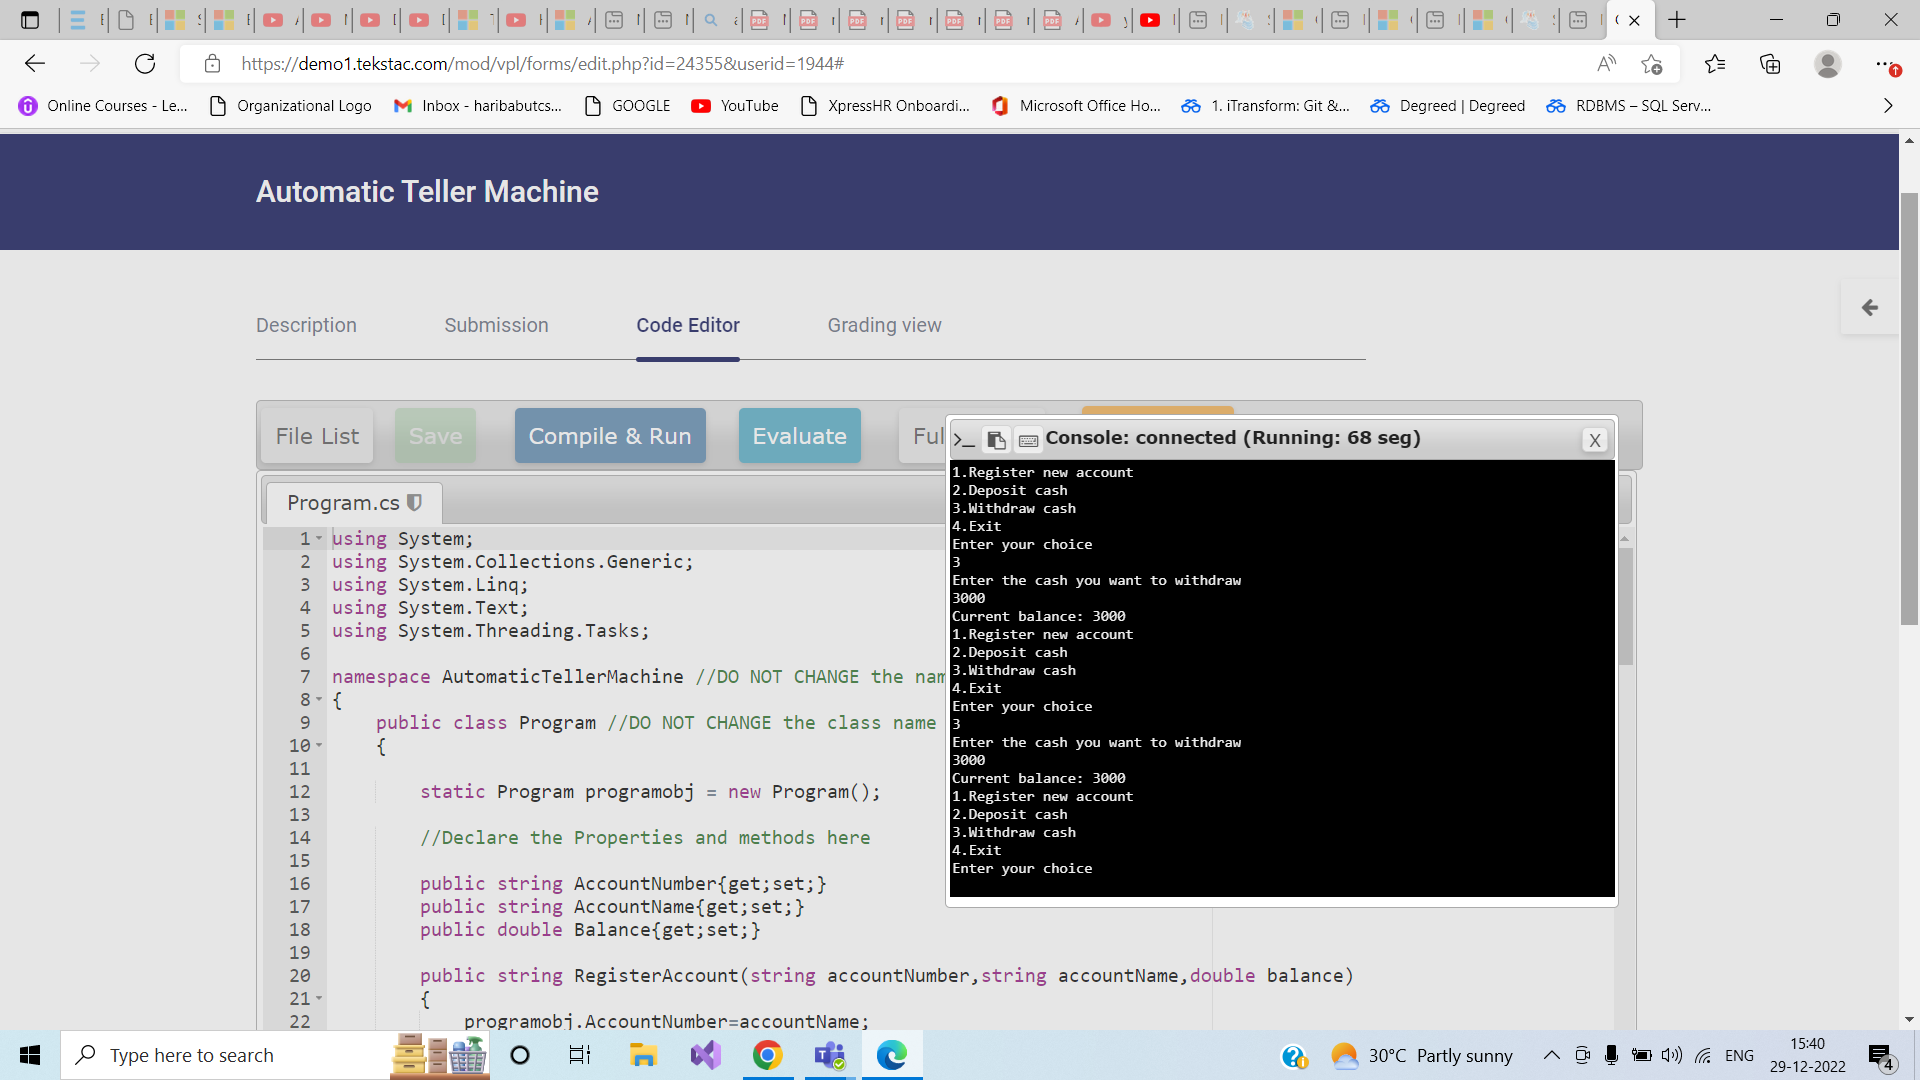 https://demo1.tekstac.com/mod/vpl/forms/edit.php?id=24355&userid=1944#
Online Courses - Le... Organizational Logo Inbox - haribabutcs... GOOGLE YouTube XpressHR Onboardi... Microsoft Office Ho... 1. iTransform: Git &... Degreed | Degreed RDBMS – SQL Serv...
Automatic Teller Machine
Description Submission Code Editor Grading view
File List Save Compile & Run Evaluate Ful
Console: connected (Running: 68 seg) X
1.Register new account
2.Deposit cash
3.Withdraw cash
4.Exit
Enter your choice
3
Enter the cash you want to withdraw
3000
Current balance: 3000
1.Register new account
2.Deposit cash
3.Withdraw cash
4.Exit
Enter your choice
3
Enter the cash you want to withdraw
3000
Current balance: 3000
1.Register new account
2.Deposit cash
3.Withdraw cash
4.Exit
Enter your choice
Program.cs
1 using System;
2 using System.Collections.Generic;
3 using System.Linq;
4 using System.Text;
5 using System.Threading.Tasks;
6
7 namespace AutomaticTellerMachine //DO NOT CHANGE the nam
8 {
9 public class Program //DO NOT CHANGE the class name
10 {
11
12 static Program programobj = new Program();
13
14 //Declare the Properties and methods here
15
16 public string AccountNumber{get;set;}
17 public string AccountName{get;set;}
18 public double Balance{get;set;}
19
20 public string RegisterAccount(string accountNumber,string accountName,double balance)
21 {
22 programobj.AccountNumber=accountName;
Type here to search
30°C Partly sunny
ENG
15:40
29-12-2022
4